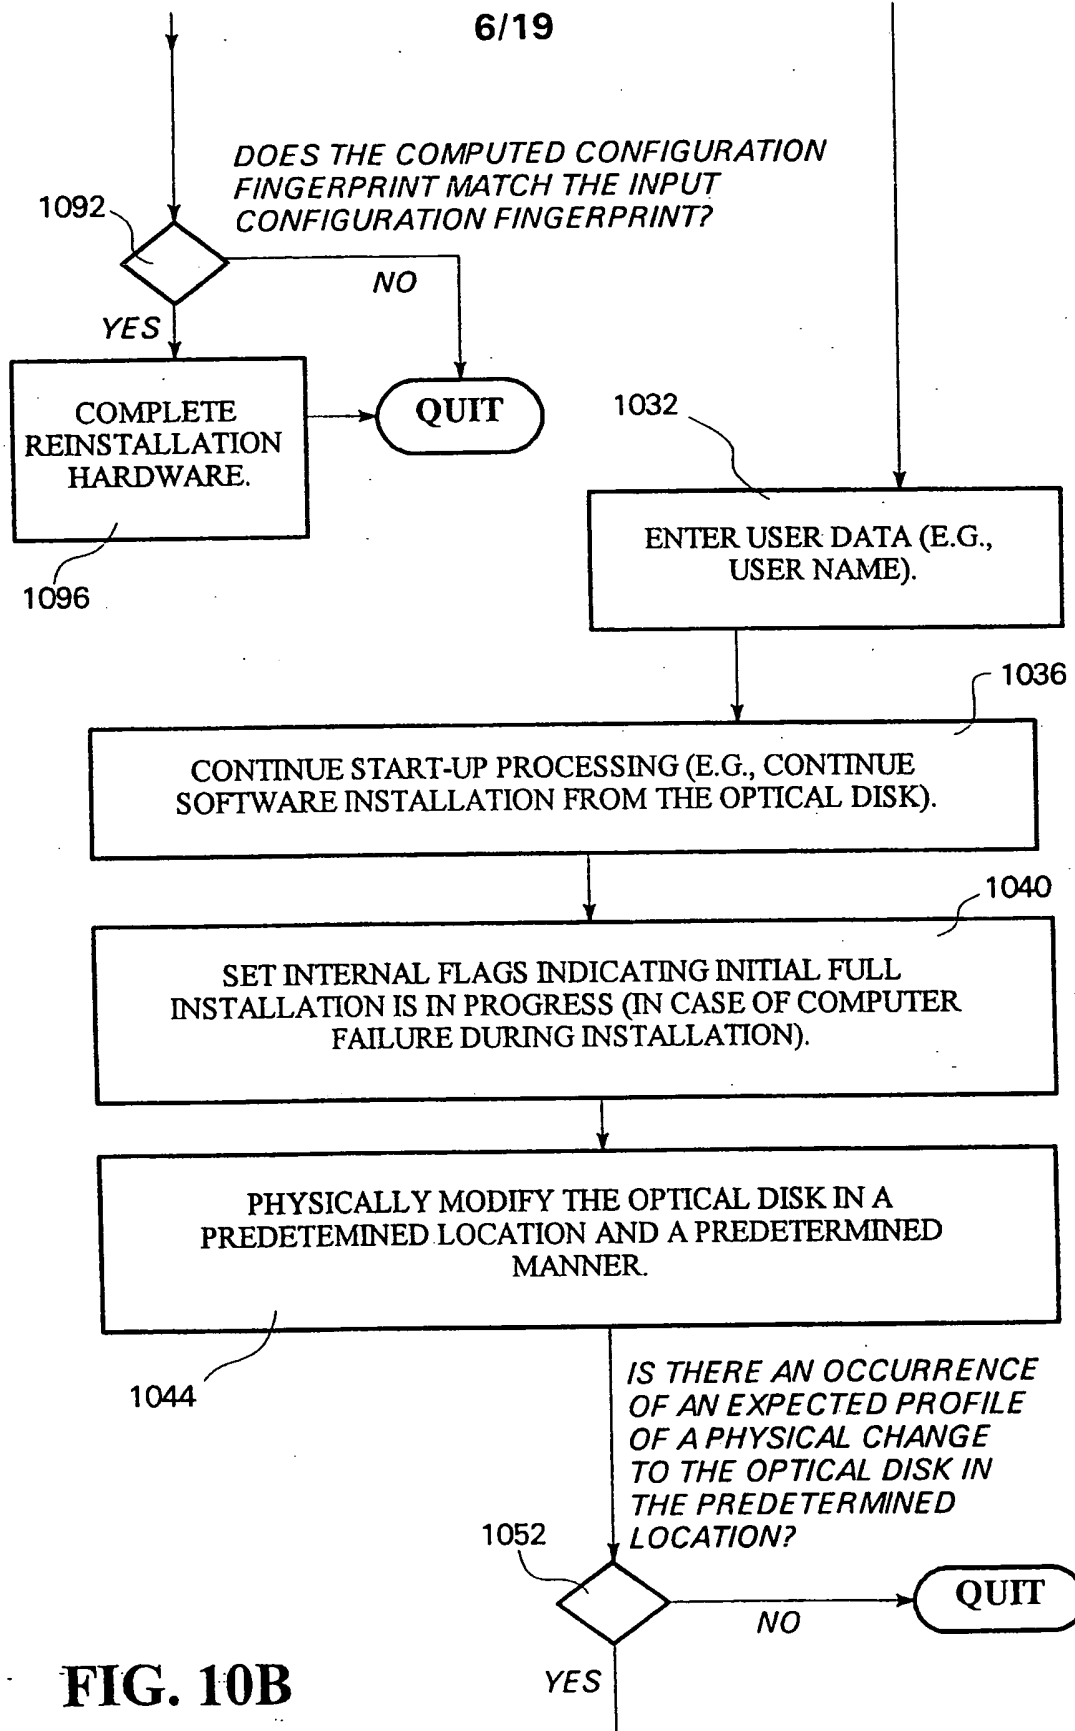 6/19
DOES THE COMPUTED CONFIGURATION
FINGERPRINT MATCH THE INPUT
CONFIGURATION FINGERPRINT?
1092
NO
YES
COMPLETE
REINSTALLATION
HARDWARE.
QUIT
1096
1032
ENTER USER DATA (E.G.,
USER NAME).
1036
CONTINUE START-UP PROCESSING (E.G., CONTINUE
SOFTWARE INSTALLATION FROM THE OPTICAL DISK).
1040
SET INTERNAL FLAGS INDICATING INITIAL FULL
INSTALLATION IS IN PROGRESS (IN CASE OF COMPUTER
FAILURE DURING INSTALLATION).
PHYSICALLY MODIFY THE OPTICAL DISK IN A
PREDETEMINED LOCATION AND A PREDETERMINED
MANNER.
1044
IS THERE AN OCCURRENCE
OF AN EXPECTED PROFILE
OF A PHYSICAL CHANGE
TO THE OPTICAL DISK IN
THE PREDETERMINED
LOCATION?
1052
NO
QUIT
YES
FIG. 10B